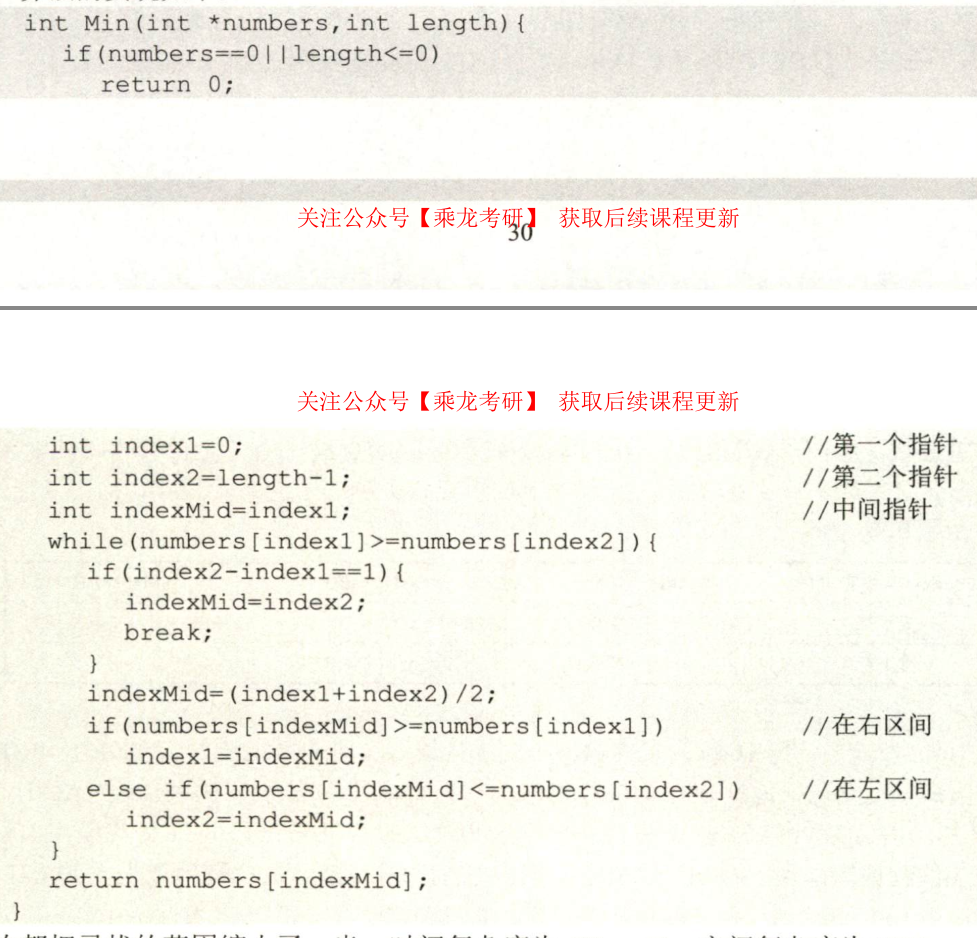 int Min(int *numbers,int length){
if(numbers==0||length<=0)
return 0;
关注公众号【乘龙考研】 获取后续课程更新
30
关注公众号【乘龙考研】 获取后续课程更新
int index1=0; //第一个指针
int index2=length-1; //第二个指针
int indexMid=index1; //中间指针
while(numbers[index1]>=numbers[index2]){
if(index2-index1==1){
indexMid=index2;
break;
}
indexMid=(index1+index2)/2;
if(numbers[indexMid]>=numbers[index1]) //在右区间
index1=indexMid;
else if(numbers[indexMid]<=numbers[index2]) //在左区间
index2=indexMid;
}
return numbers[indexMid];
}